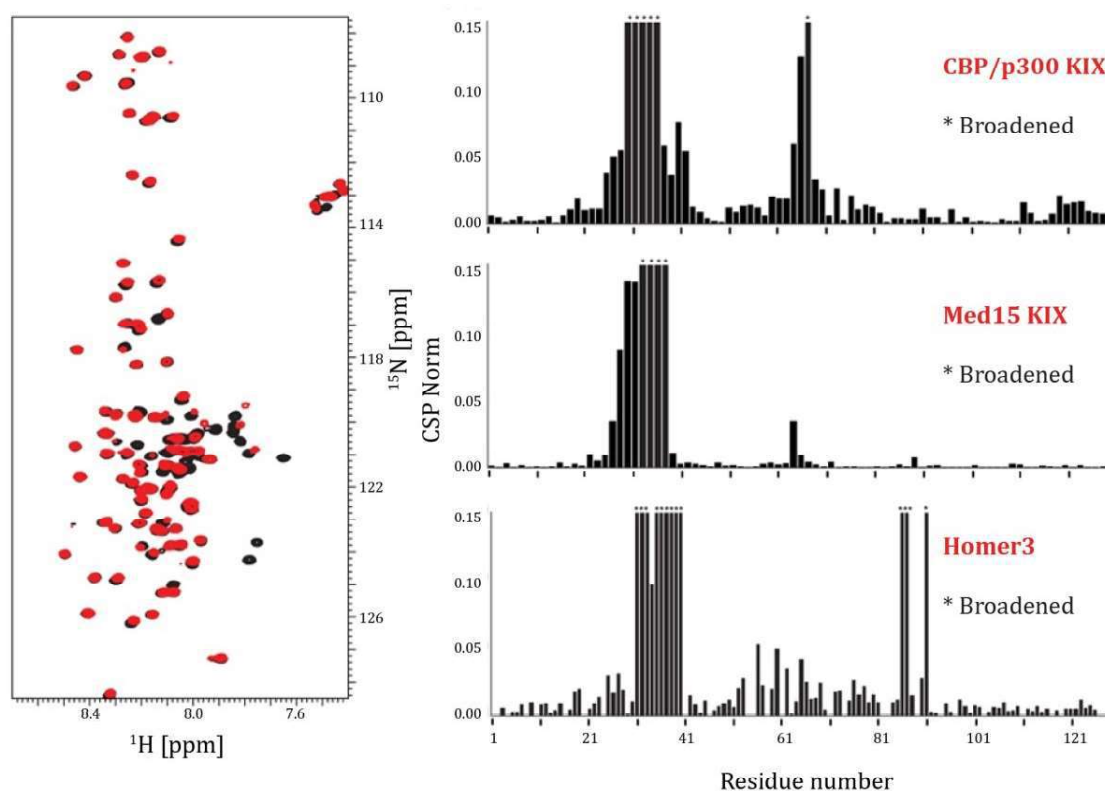 110
114
118
122
126
¹⁵N [ppm]
8.4 8.0 7.6
¹H [ppm]
CSP Norm
* * * * * *
0.15
0.10
0.05
0.00
CBP/p300 KIX
* Broadened
* * * *
0.15
0.10
0.05
0.00
Med15 KIX
* Broadened
* * * * * * * * * * * * *
0.15
0.10
0.05
0.00
Homer3
* Broadened
1 21 41 61 81 101 121
Residue number